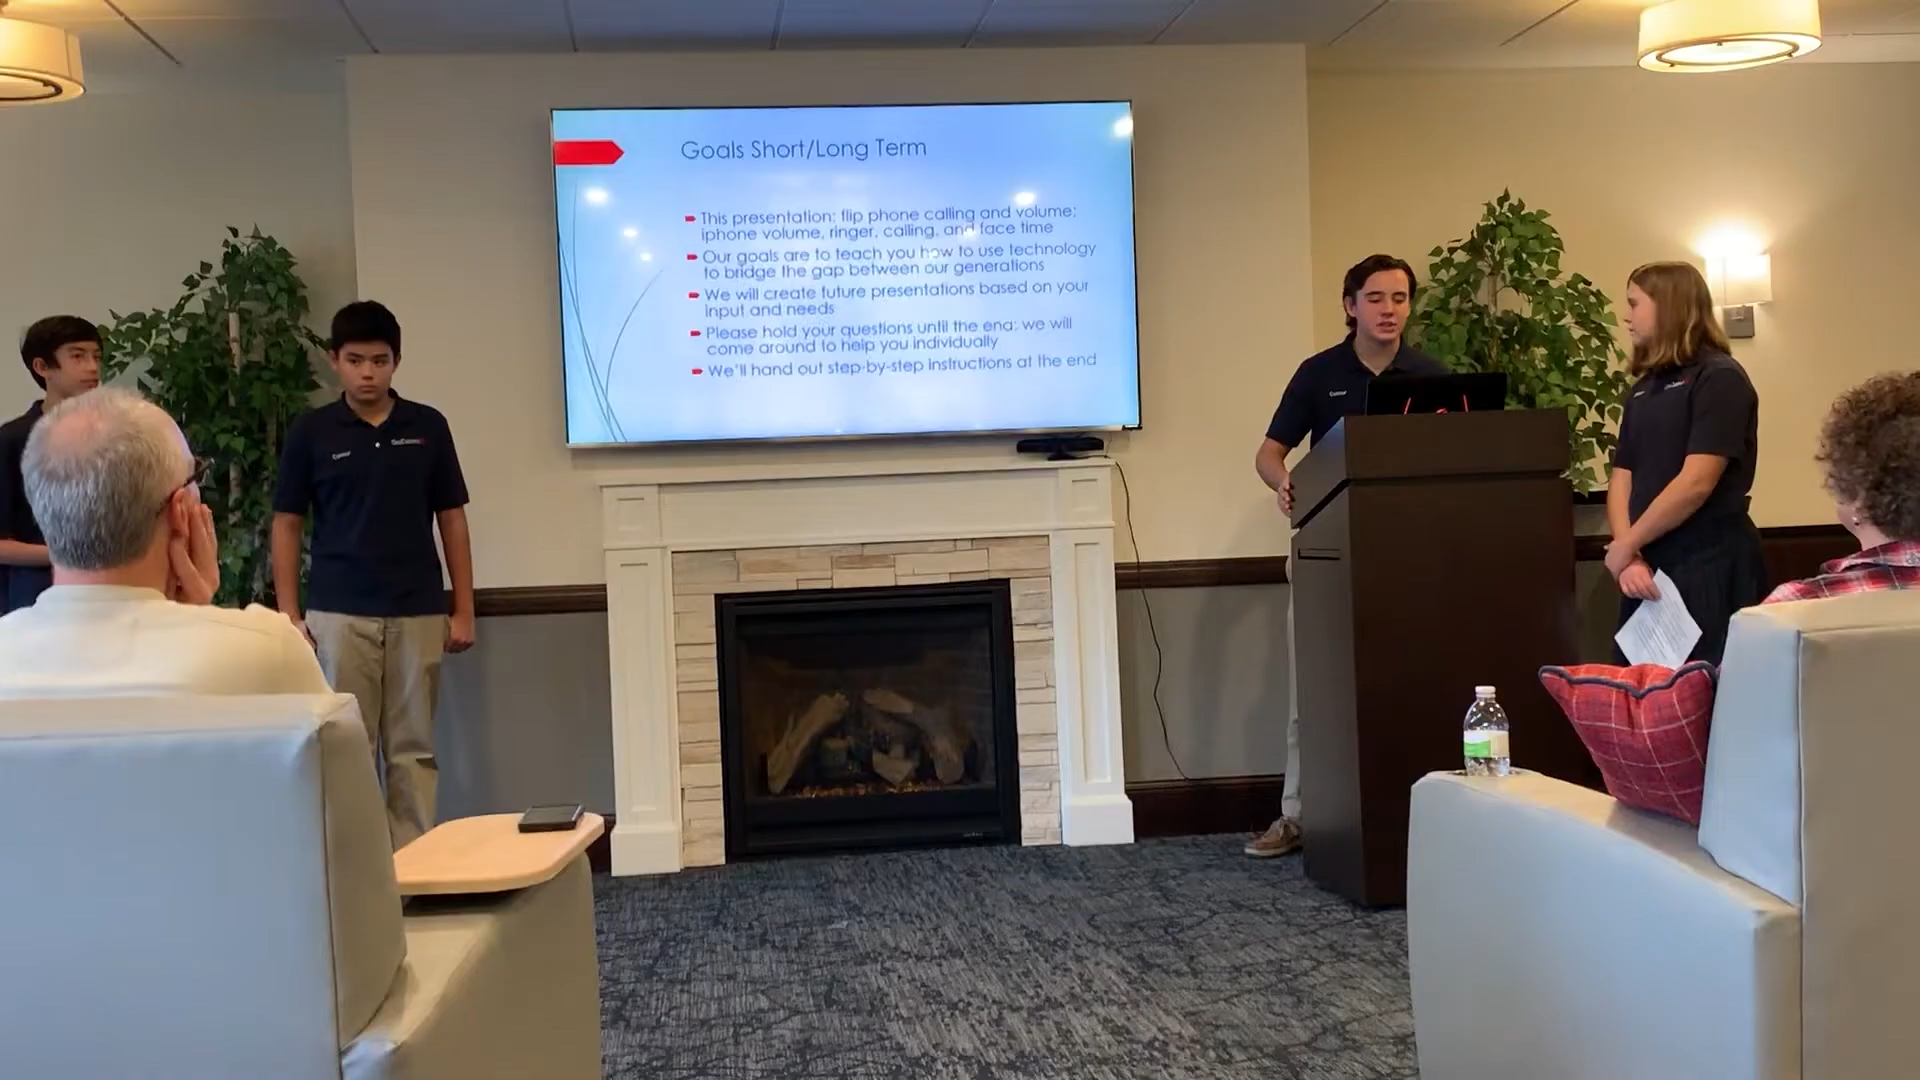 Goals Short/Long Term
This presentation: flip phone calling and volume;
iphone volume, ringer, calling, and face time
Our goals are to teach you how to use technology
to bridge the gap between our generations
We will create future presentations based on your
input and needs
Please hold your questions until the end; we will
come around to help you individually
We'll hand out step-by-step instructions at the end
Connor